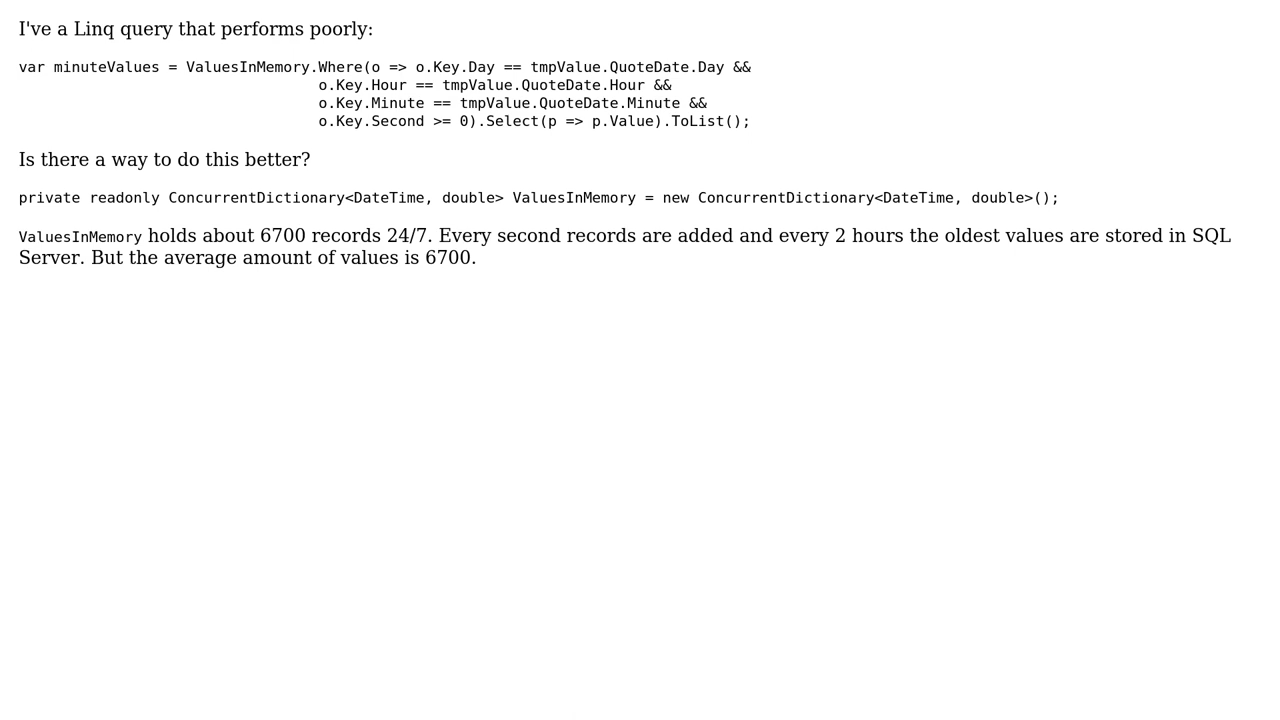 I've a Linq query that performs poorly:
var minuteValues = ValuesInMemory.Where(o => o.Key.Day == tmpValue.QuoteDate.Day &&
o.Key.Hour == tmpValue.QuoteDate.Hour &&
o.Key.Minute == tmpValue.QuoteDate.Minute &&
o.Key.Second >= 0).Select(p => p.Value).ToList();
Is there a way to do this better?
private readonly ConcurrentDictionary<DateTime, double> ValuesInMemory = new ConcurrentDictionary<DateTime, double>();
ValuesInMemory holds about 6700 records 24/7. Every second records are added and every 2 hours the oldest values are stored in SQL
Server. But the average amount of values is 6700.